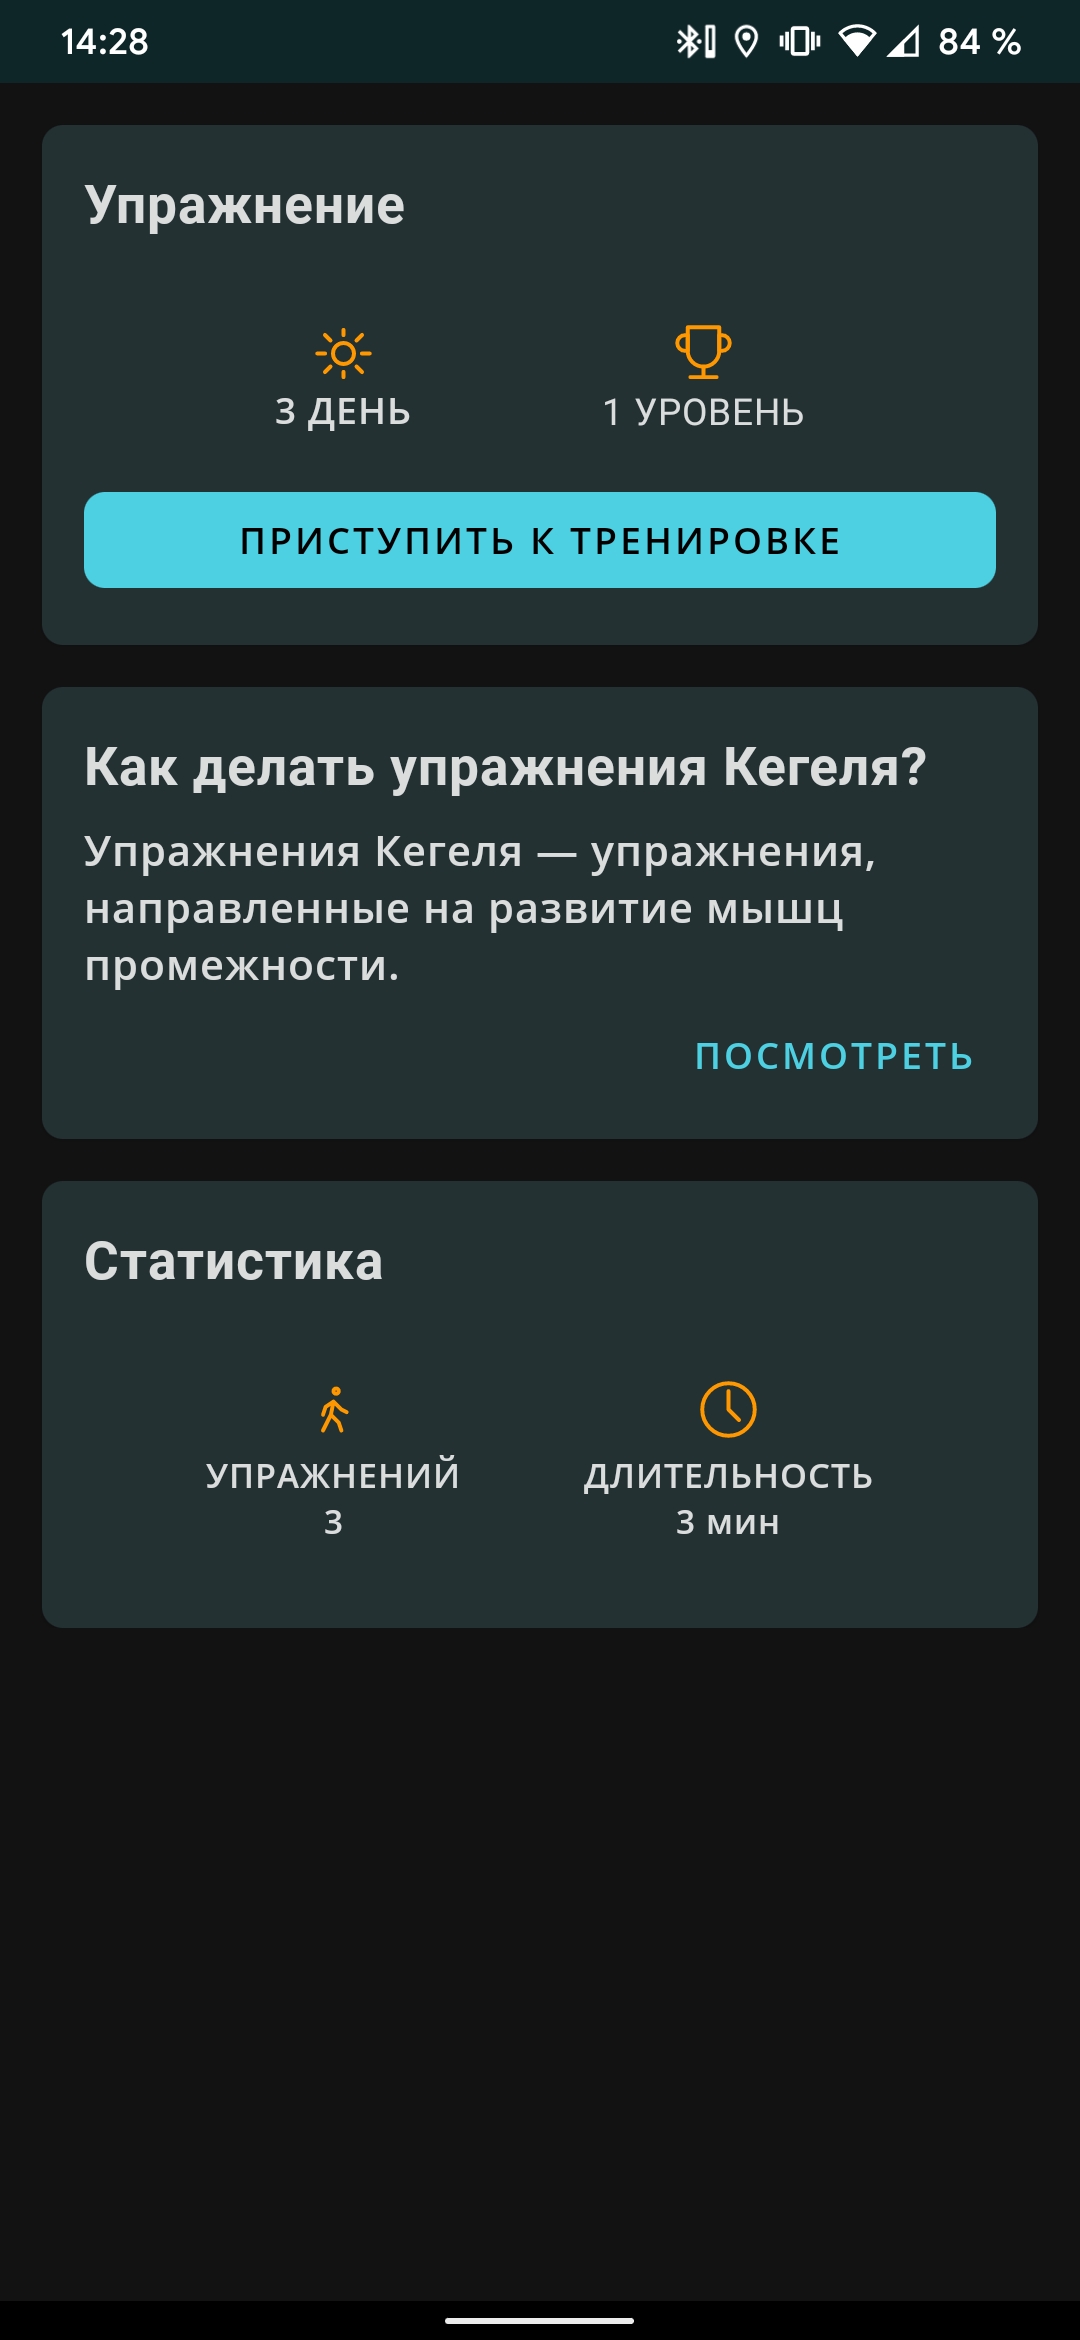 14:28
84 %
Упражнение
3 ДЕНЬ
1 УРОВЕНЬ
ПРИСТУПИТЬ К ТРЕНИРОВКЕ
Как делать упражнения Кегеля?
Упражнения Кегеля — упражнения,
направленные на развитие мышц
промежности.
ПОСМОТРЕТЬ
Статистика
УПРАЖНЕНИЙ
3
ДЛИТЕЛЬНОСТЬ
3 мин